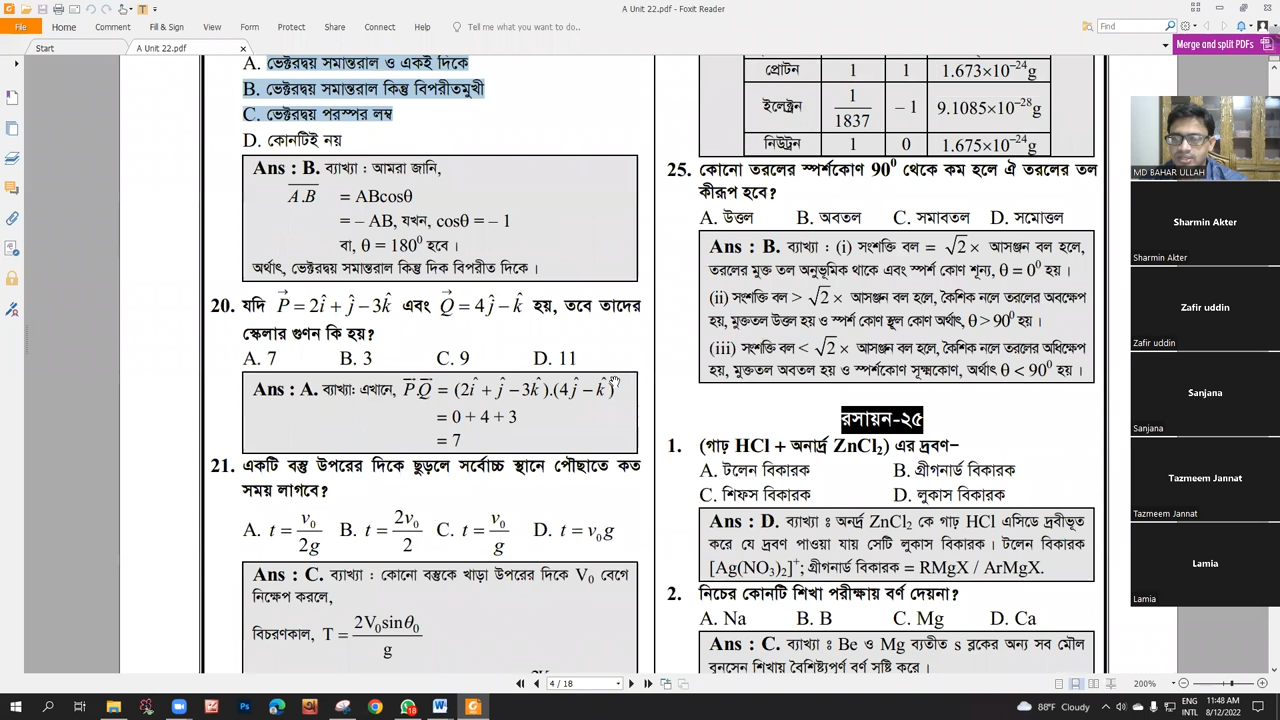 A Unit 22.pdf - Foxit Reader
File Home Comment Fill & Sign View Form Protect Share Connect Help Tell me what you want to do.. Find
Start A Unit 22.pdf Merge and split PDFs
A. ভেক্টরদ্বয় সমান্তরাল ও একই দিকে
B. ভেক্টরদ্বয় সমান্তরাল কিন্তু বিপরীতমুখী
C. ভেক্টরদ্বয় পরস্পর লম্ব
D. কোনটিই নয়
Ans : B. ব্যাখ্যা : আমরা জানি,
A.B = ABcosθ
= – AB, যখন, cosθ = – 1
বা, θ = 180⁰ হবে।
অর্থাৎ, ভেক্টরদ্বয় সমান্তরাল কিন্তু দিক বিপরীত দিকে।
20. যদি P⃗ = 2î + ĵ – 3k̂ এবং Q⃗ = 4ĵ – k̂ হয়, তবে তাদের
স্কেলার গুণন কি হয়?
A. 7 B. 3 C. 9 D. 11
Ans : A. ব্যাখ্যা: এখানে, P⃗.Q⃗ = (2î + ĵ – 3k̂).(4ĵ – k̂)
= 0 + 4 + 3
= 7
21. একটি বস্তু উপরের দিকে ছুড়লে সর্বোচ্চ স্থানে পৌছাতে কত
সময় লাগবে?
A. t = v₀/2g B. t = 2v₀/2 C. t = v₀/g D. t = v₀g
Ans : C. ব্যাখ্যা : কোনো বস্তুকে খাড়া উপরের দিকে V₀ বেগে
নিক্ষেপ করলে,
বিচরণকাল, T = 2V₀sinθ₀/g
প্রোটন 1 1 1.673×10⁻²⁴g
ইলেক্ট্রন 1/1837 – 1 9.1085×10⁻²⁸g
নিউট্রন 1 0 1.675×10⁻²⁴g
25. কোনো তরলের স্পর্শকোণ 90⁰ থেকে কম হলে ঐ তরলের তল
কীরূপ হবে?
A. উত্তল B. অবতল C. সমাবতল D. সমোত্তল
Ans : B. ব্যাখ্যা : (i) সংশক্তি বল = √2 × আসঞ্জন বল হলে,
তরলের মুক্ত তল অনুভূমিক থাকে এবং স্পর্শ কোণ শূন্য, θ = 0⁰ হয়।
(ii) সংশক্তি বল > √2 × আসঞ্জন বল হলে, কৈশিক নলে তরলের অবক্ষেপ
হয়, মুক্ততল উত্তল হয় ও স্পর্শ কোণ স্থূল কোণ অর্থাৎ, θ > 90⁰ হয়।
(iii) সংশক্তি বল < √2 × আসঞ্জন বল হলে, কৈশিক নলে তরলের অধিক্ষেপ
হয়, মুক্ততল অবতল হয় ও স্পর্শকোণ সূক্ষ্মকোণ, অর্থাৎ θ < 90⁰ হয়।
রসায়ন-২৫
1. (গাঢ় HCl + অনার্দ্র ZnCl₂) এর দ্রবণ–
A. টলেন বিকারক B. গ্রীগনার্ড বিকারক
C. শিফস বিকারক D. লুকাস বিকারক
Ans : D. ব্যাখ্যা ঃ অনর্দ্র ZnCl₂ কে গাঢ় HCl এসিডে দ্রবীভূত
করে যে দ্রবণ পাওয়া যায় সেটি লুকাস বিকারক। টলেন বিকারক
[Ag(NO₃)₂]⁺; গ্রীগনার্ড বিকারক = RMgX / ArMgX.
2. নিচের কোনটি শিখা পরীক্ষায় বর্ণ দেয়না?
A. Na B. B C. Mg D. Ca
Ans : C. ব্যাখ্যা ঃ Be ও Mg ব্যতীত s ব্লকের অন্য সব মৌল
বুনসেন শিখায় বৈশিষ্ট্যপূর্ণ বর্ণ সৃষ্টি করে।
MD BAHAR ULLAH
Sharmin Akter
Sharmin Akter
Zafir uddin
Zafir uddin
Sanjana
Sanjana
Tazmeem Jannat
Tazmeem Jannat
Lamia
Lamia
4 / 18 200%
88°F Cloudy ENG INTL 11:48 AM 8/12/2022